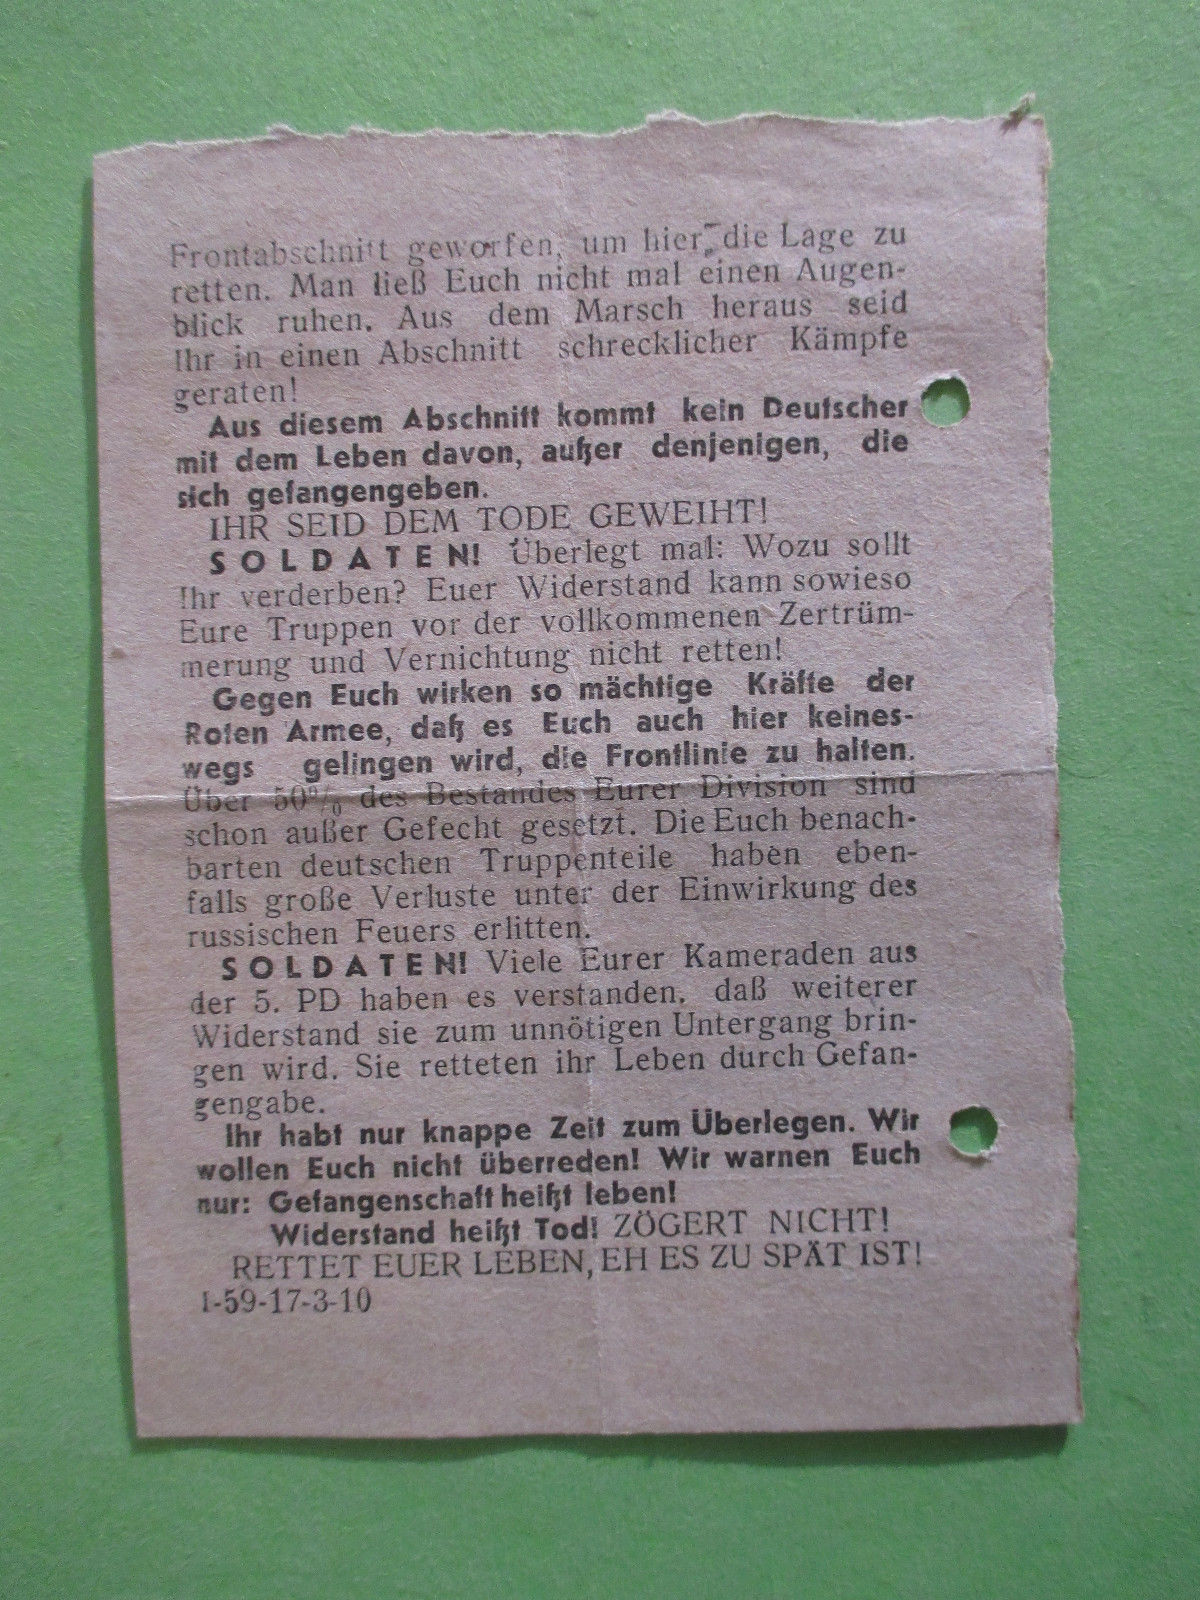 Frontabschnitt geworfen, um hier die Lage zu
retten. Man ließ Euch nicht mal einen Augen-
blick ruhen. Aus dem Marsch heraus seid
Ihr in einen Abschnitt schrecklicher Kämpfe
geraten!
Aus diesem Abschnitt kommt kein Deutscher
mit dem Leben davon, außer denjenigen, die
sich gefangengeben.
IHR SEID DEM TODE GEWEIHT!
SOLDATEN! Überlegt mal: Wozu sollt
Ihr verderben? Euer Widerstand kann sowieso
Eure Truppen vor der vollkommenen Zertrüm-
merung und Vernichtung nicht retten!
Gegen Euch wirken so mächtige Kräfte der
Roten Armee, daß es Euch auch hier keines-
wegs gelingen wird, die Frontlinie zu halten.
Über 50% des Bestandes Eurer Division sind
schon außer Gefecht gesetzt. Die Euch benach-
barten deutschen Truppenteile haben eben-
falls große Verluste unter der Einwirkung des
russischen Feuers erlitten.
SOLDATEN! Viele Eurer Kameraden aus
der 5. PD haben es verstanden, daß weiterer
Widerstand sie zum unnötigen Untergang brin-
gen wird. Sie retteten ihr Leben durch Gefan-
gengabe.
Ihr habt nur knappe Zeit zum Überlegen. Wir
wollen Euch nicht überreden! Wir warnen Euch
nur: Gefangenschaft heißt leben!
Widerstand heißt Tod! ZÖGERT NICHT!
RETTET EUER LEBEN, EH ES ZU SPÄT IST!
I-59-17-3-10